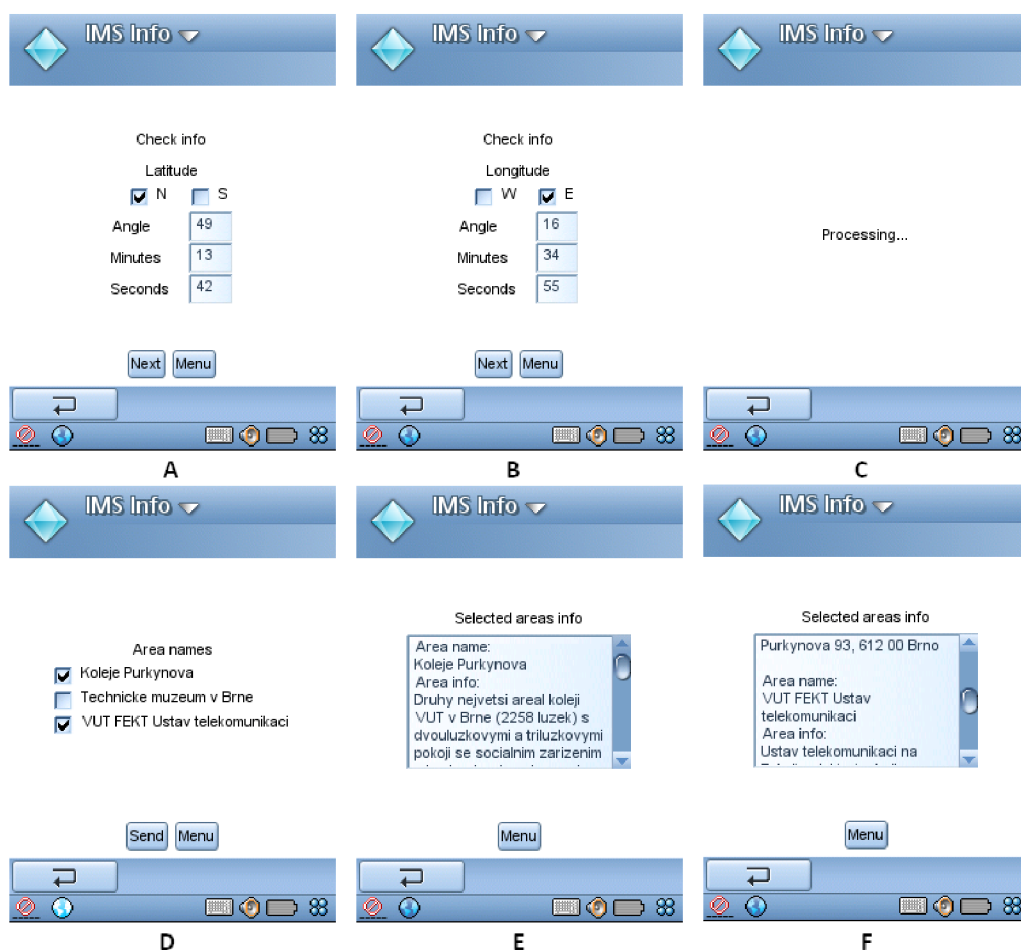 IMS Info
Check info
Latitude
N S
Angle 49
Minutes 13
Seconds 42
Next Menu
A
IMS Info
Check info
Longitude
W E
Angle 16
Minutes 34
Seconds 55
Next Menu
B
IMS Info
Processing...
C
IMS Info
Area names
Koleje Purkynova
Technicke muzeum v Brne
VUT FEKT Ustav telekomunikaci
Send Menu
D
IMS Info
Selected areas info
Area name:
Koleje Purkynova
Area info:
Druhy nejvetsi areal koleji
VUT v Brne (2258 luzek) s
dvouluzkovymi a triluzkovymi
pokoji se socialnim zarizenim
Menu
E
IMS Info
Selected areas info
Purkynova 93, 612 00 Brno
Area name:
VUT FEKT Ustav
telekomunikaci
Area info:
Ustav telekomunikaci na
Menu
F